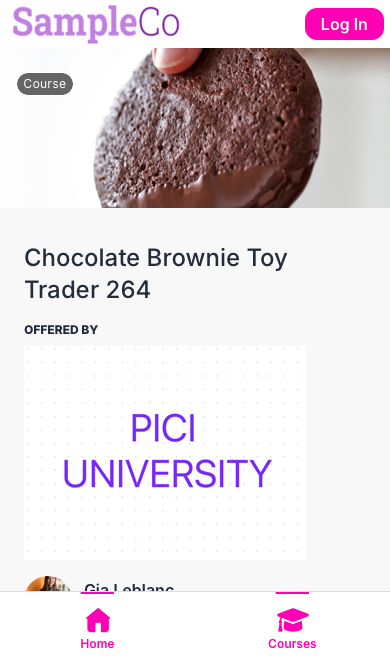 SampleCo
Log In
Course
Chocolate Brownie Toy
Trader 264
OFFERED BY
PICI
UNIVERSITY
Gia Leblanc
Home
Courses